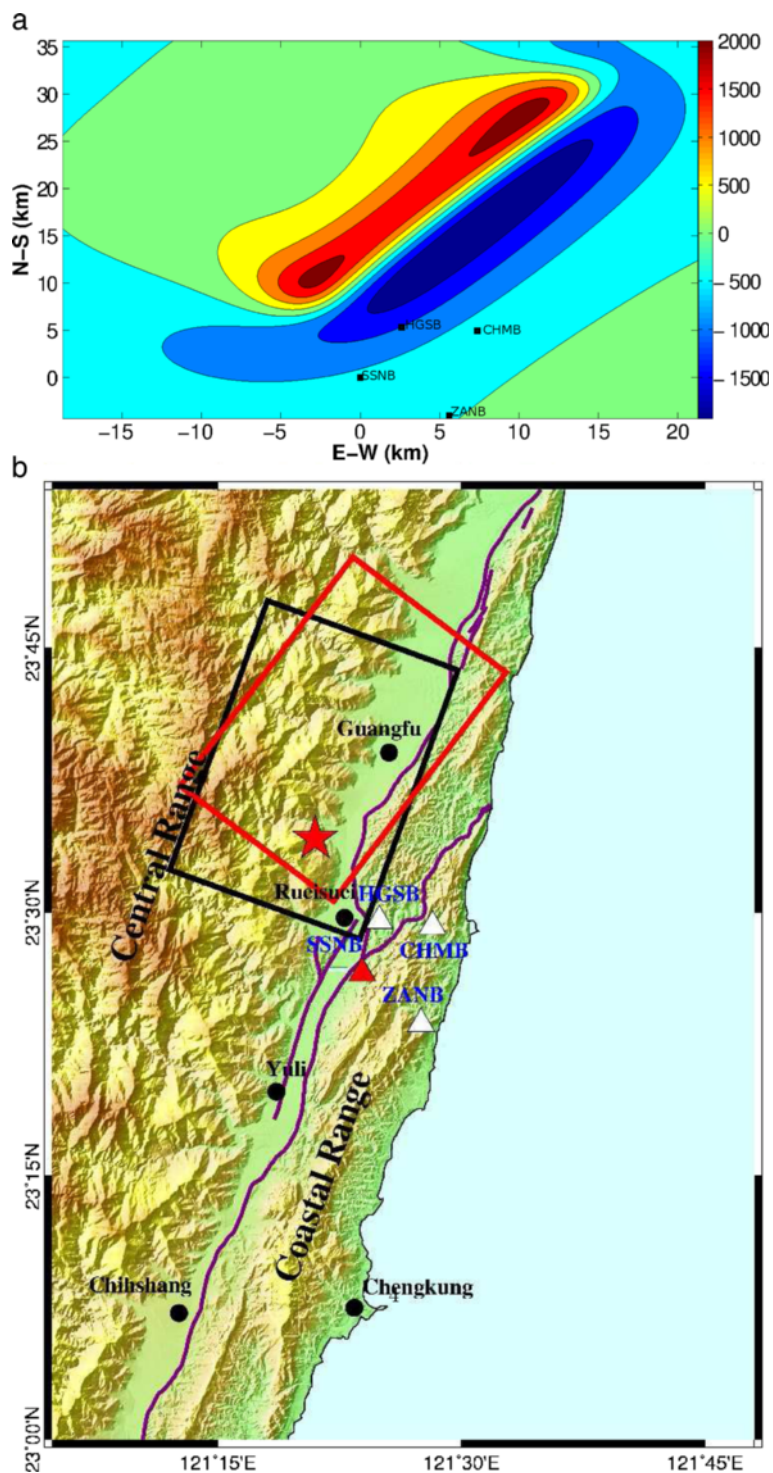 a
35
30
25
20
15
10
5
0
N−S (km)
HGSB
CHMB
SSNB
ZANB
−15
−10
−5
0
5
10
15
20
E−W (km)
2000
1500
1000
500
0
−500
−1000
−1500
b
23°45'N
23°30'N
23°15'N
23°00'N
Guangfu
Central Range
Rueisuei
HGSB
SSNB
CHMB
ZANB
Yuli
Coastal Range
Chihshang
Chengkung
121°15'E
121°30'E
121°45'E